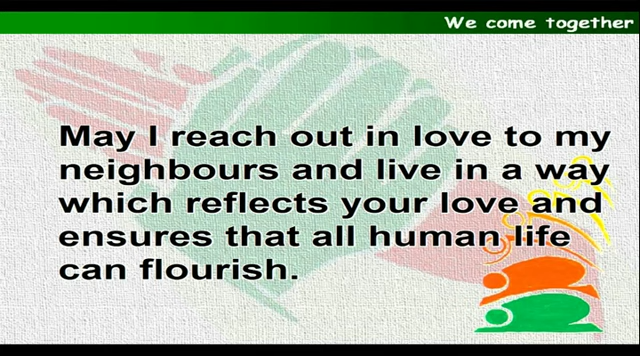 We come together
May I reach out in love to my
neighbours and live in a way
which reflects your love and
ensures that all human life
can flourish.